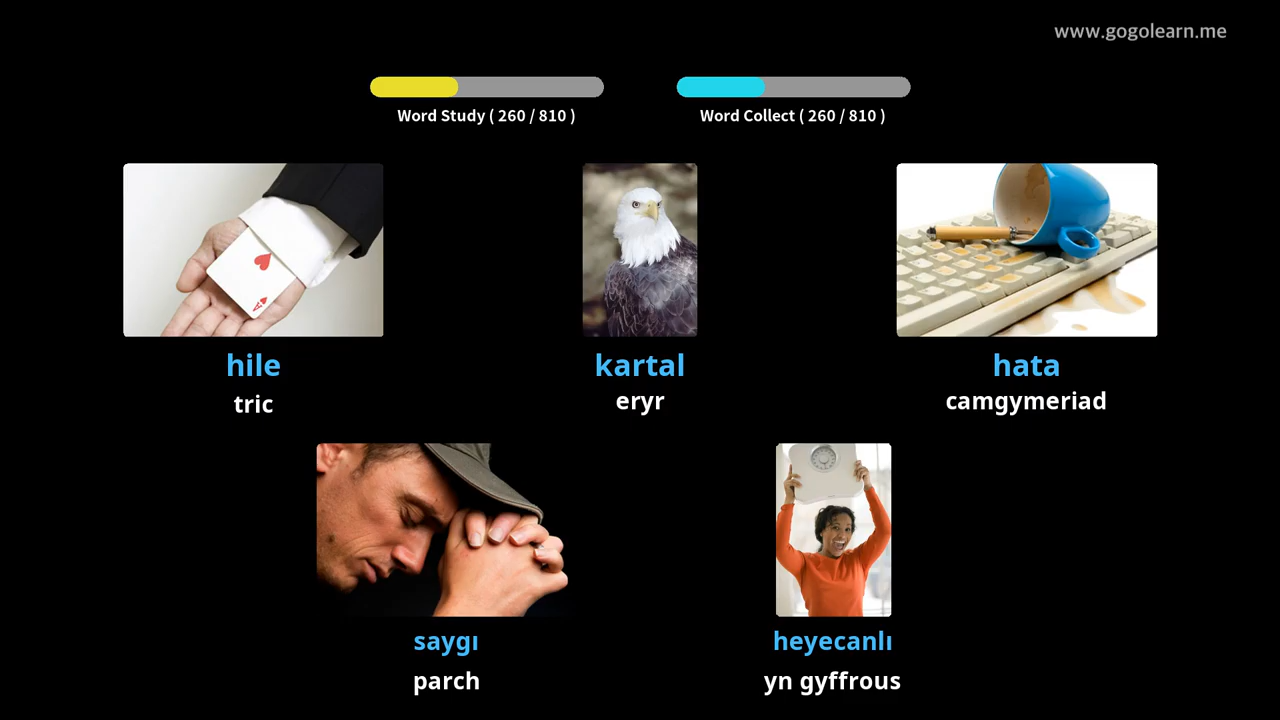 www.gogolearn.me
Word Study ( 260 / 810 )
Word Collect ( 260 / 810 )
hile
tric
kartal
eryr
hata
camgymeriad
saygı
parch
heyecanlı
yn gyffrous